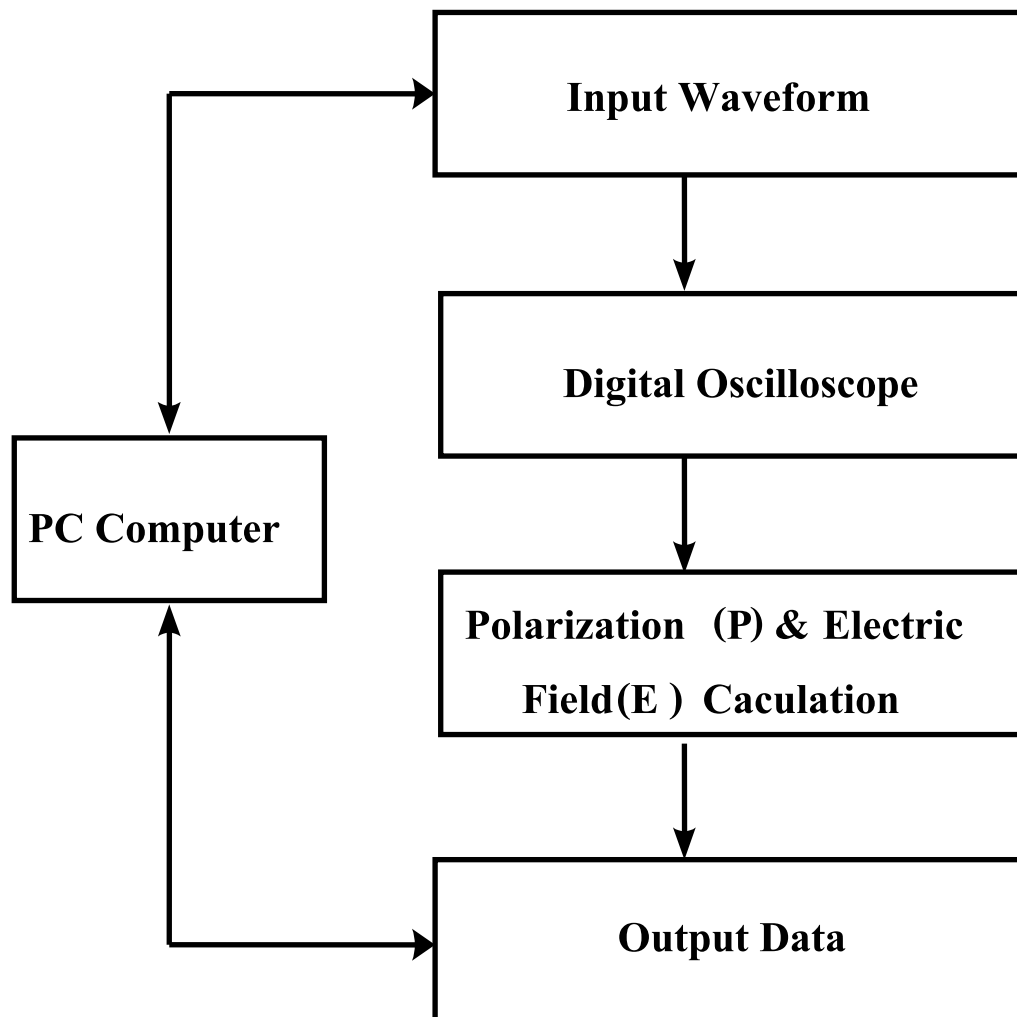 Input Waveform
Digital Oscilloscope
PC Computer
Polarization (P) & Electric
Field(E ) Caculation
Output Data